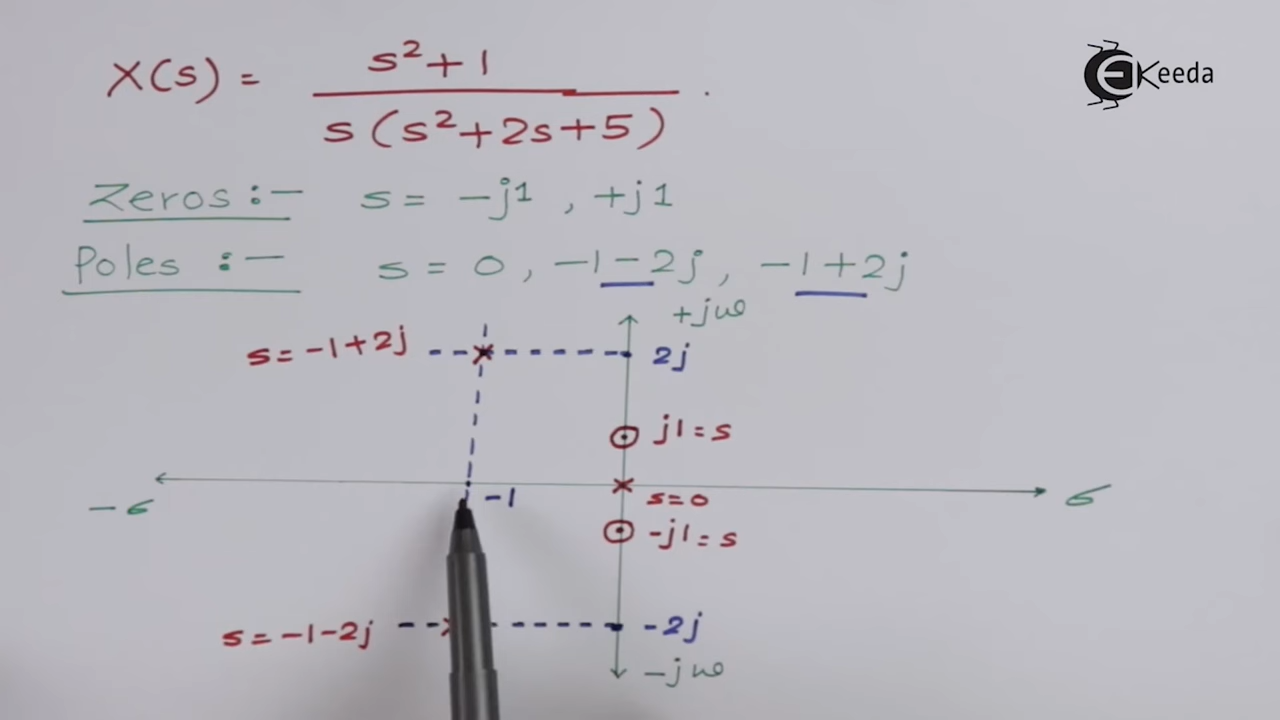 X(s) = s²+1 / s(s²+2s+5)
EKeeda
Zeros :- s = -j1 , +j1
Poles :- s = 0 , -1-2j , -1+2j
+jω
s = -1+2j
2j
j1 = s
-σ
-1
s=0
σ
-j1 = s
s = -1-2j
-2j
-jω